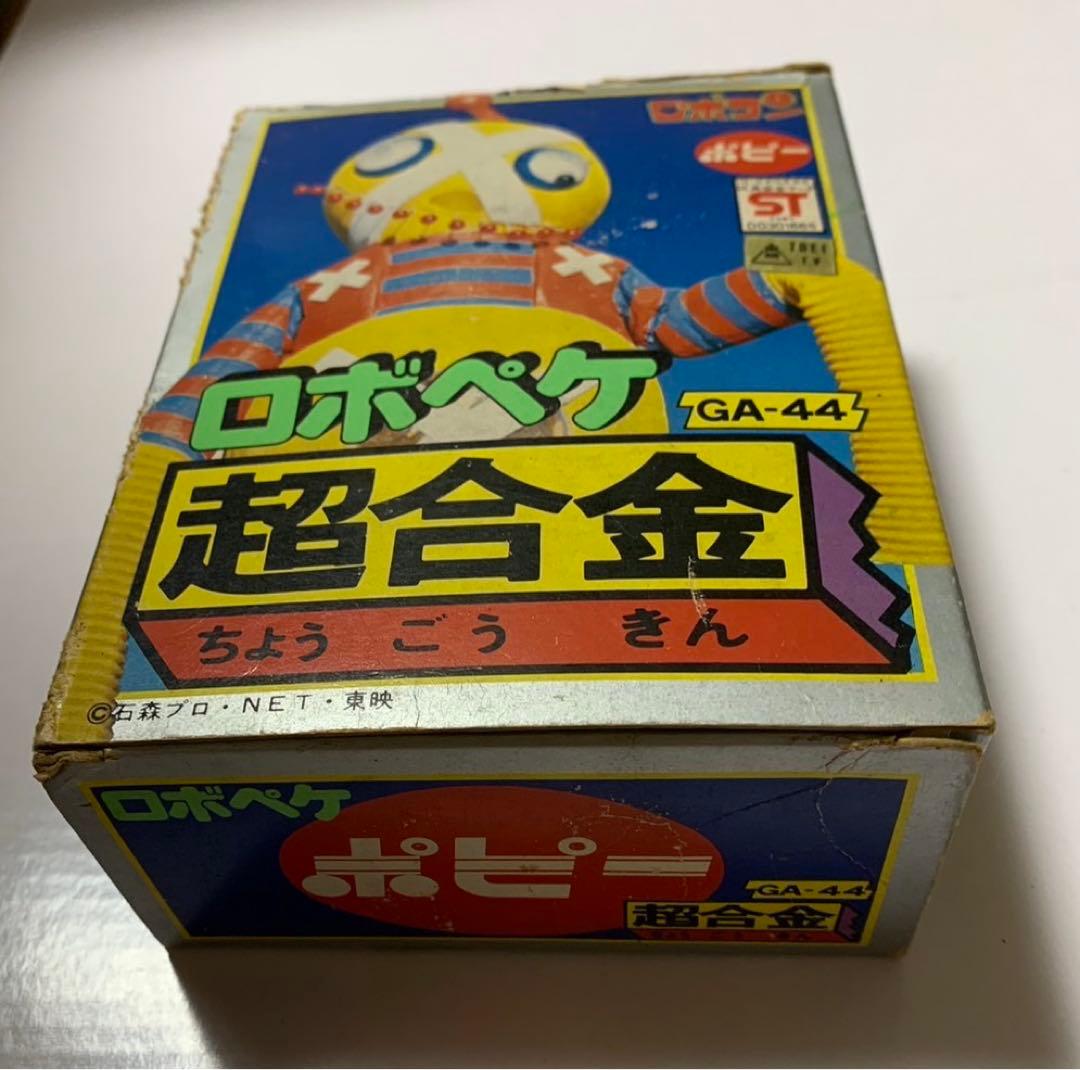 ロボコン
ポピー
ST
ロボペケ
GA-44
超合金
ちょう ごう きん
©石森プロ・NET・東映
ロボペケ
ポピー
GA-44
超合金